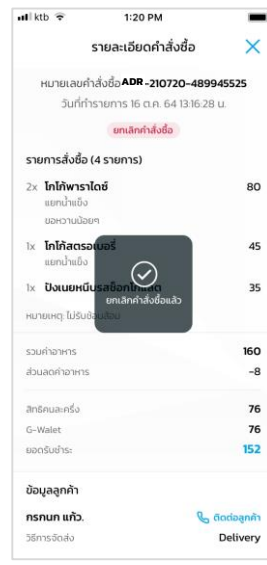 ktb 1:20 PM
รายละเอียดคำสั่งซื้อ
หมายเลขคำสั่งซื้อADR-210720-489945525
วันที่ทำรายการ 16 ต.ค. 64 13:16:28 น.
ยกเลิกคำสั่งซื้อ
รายการสั่งซื้อ (4 รายการ)
2x โกโก้พาราไดซ์ 80
แยกน้ำแข็ง
ขอหวานน้อยๆ
1x โกโก้สตรอเบอรี่ 45
แยกน้ำแข็ง
1x ปังเนยหนึบรสช็อกโกแลต 35
ยกเลิกคำสั่งซื้อแล้ว
หมายเหตุ: ไม่รับช้อนส้อม
รวมค่าอาหาร 160
ส่วนลดค่าอาหาร -8
สิทธิคนละครึ่ง 76
G-Walet 76
ยอดรับชำระ 152
ข้อมูลลูกค้า
กรกนก แก้ว. ติดต่อลูกค้า
วิธีการจัดส่ง Delivery